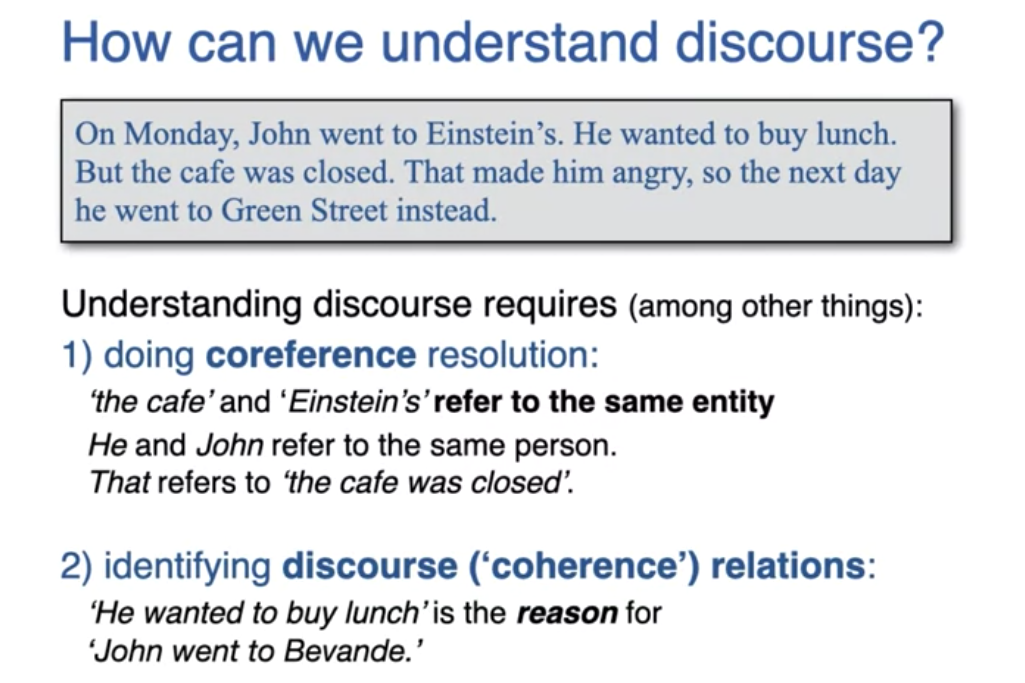 How can we understand discourse?
On Monday, John went to Einstein’s. He wanted to buy lunch.
But the cafe was closed. That made him angry, so the next day
he went to Green Street instead.
Understanding discourse requires (among other things):
1) doing coreference resolution:
‘the cafe’ and ‘Einstein’s’ refer to the same entity
He and John refer to the same person.
That refers to ‘the cafe was closed’.
2) identifying discourse (‘coherence’) relations:
‘He wanted to buy lunch’ is the reason for
‘John went to Bevande.’